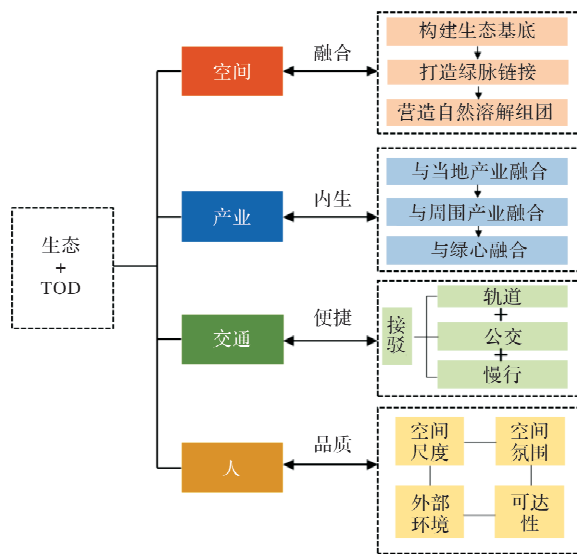 生态
+
TOD
空间
融合
构建生态基底
打造绿脉链接
营造自然溶解组团
产业
内生
与当地产业融合
与周围产业融合
与绿心融合
交通
便捷
接
驳
轨道
+
公交
+
慢行
人
品质
空间
尺度
空间
氛围
外部
环境
可达
性